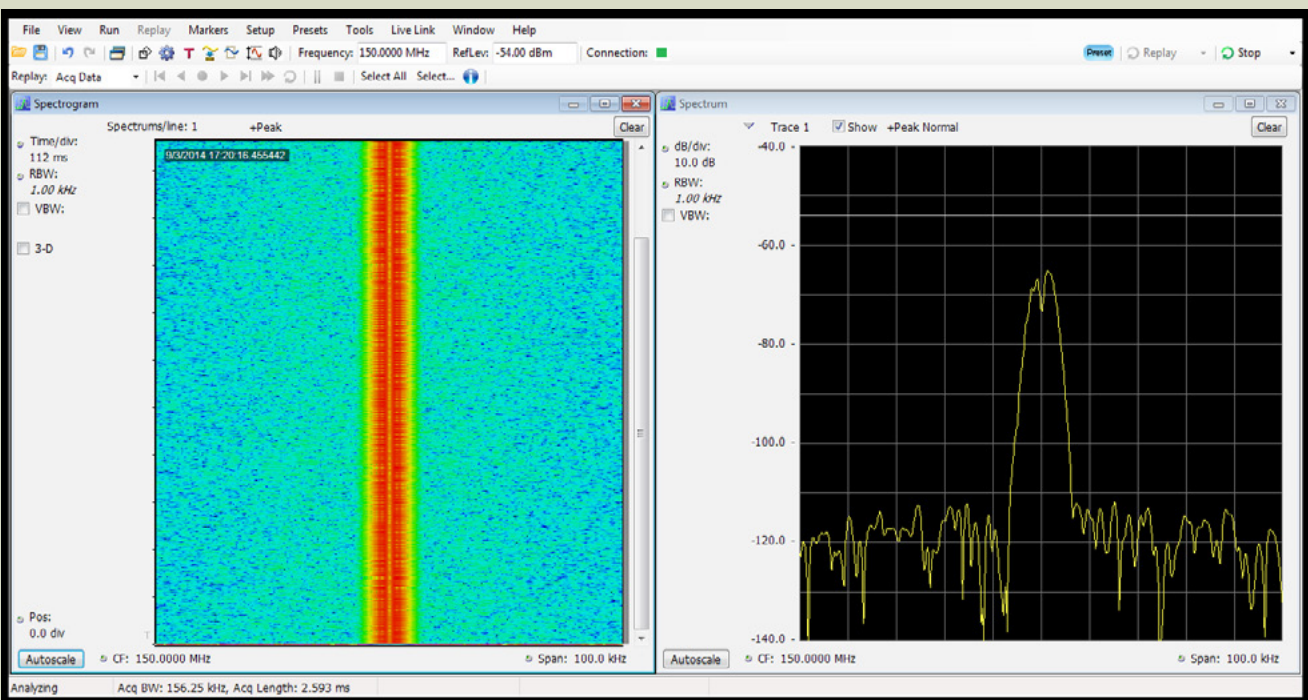 File View Run Replay Markers Setup Presets Tools Live Link Window Help
T Frequency: 150.0000 MHz RefLev: -54.00 dBm Connection: Preset Replay Stop
Replay: Acq Data Select All Select...
Spectrogram
Spectrums/line: 1 +Peak Clear
Time/div:
112 ms
RBW:
1.00 kHz
VBW:
3-D
9/3/2014 17:20:16.455442
Pos:
0.0 div
T
Autoscale CF: 150.0000 MHz Span: 100.0 kHz
Spectrum
Trace 1 Show +Peak Normal Clear
dB/div:
10.0 dB
RBW:
1.00 kHz
VBW:
-40.0
-60.0
-80.0
-100.0
-120.0
-140.0
Autoscale CF: 150.0000 MHz Span: 100.0 kHz
Analyzing Acq BW: 156.25 kHz, Acq Length: 2.593 ms